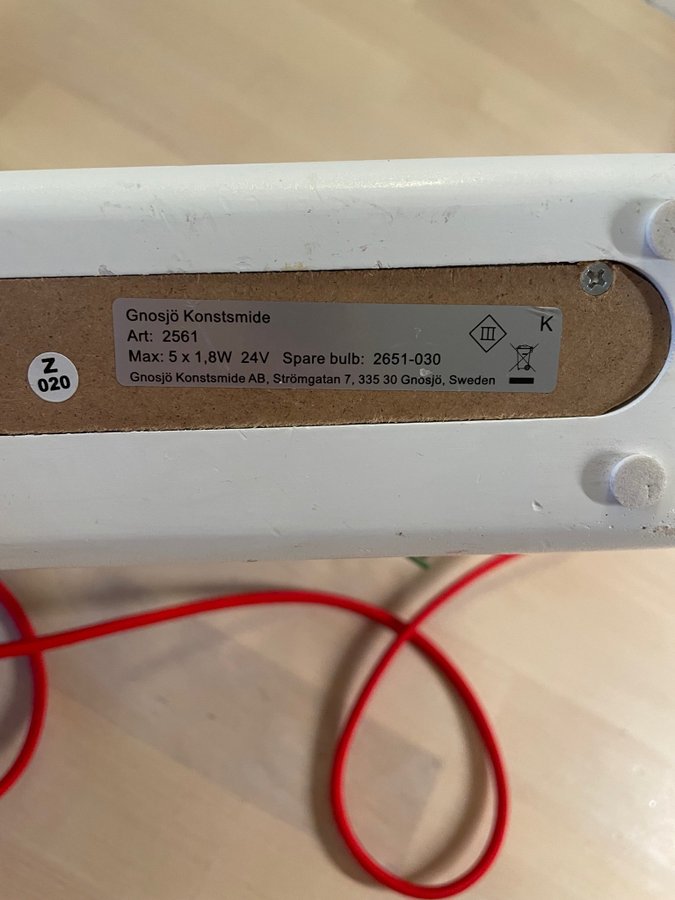 Gnosjö Konstsmide
Art: 2561
Max: 5 x 1,8W 24V Spare bulb: 2651-030
Gnosjö Konstsmide AB, Strömgatan 7, 335 30 Gnosjö, Sweden
III
K
Z
020